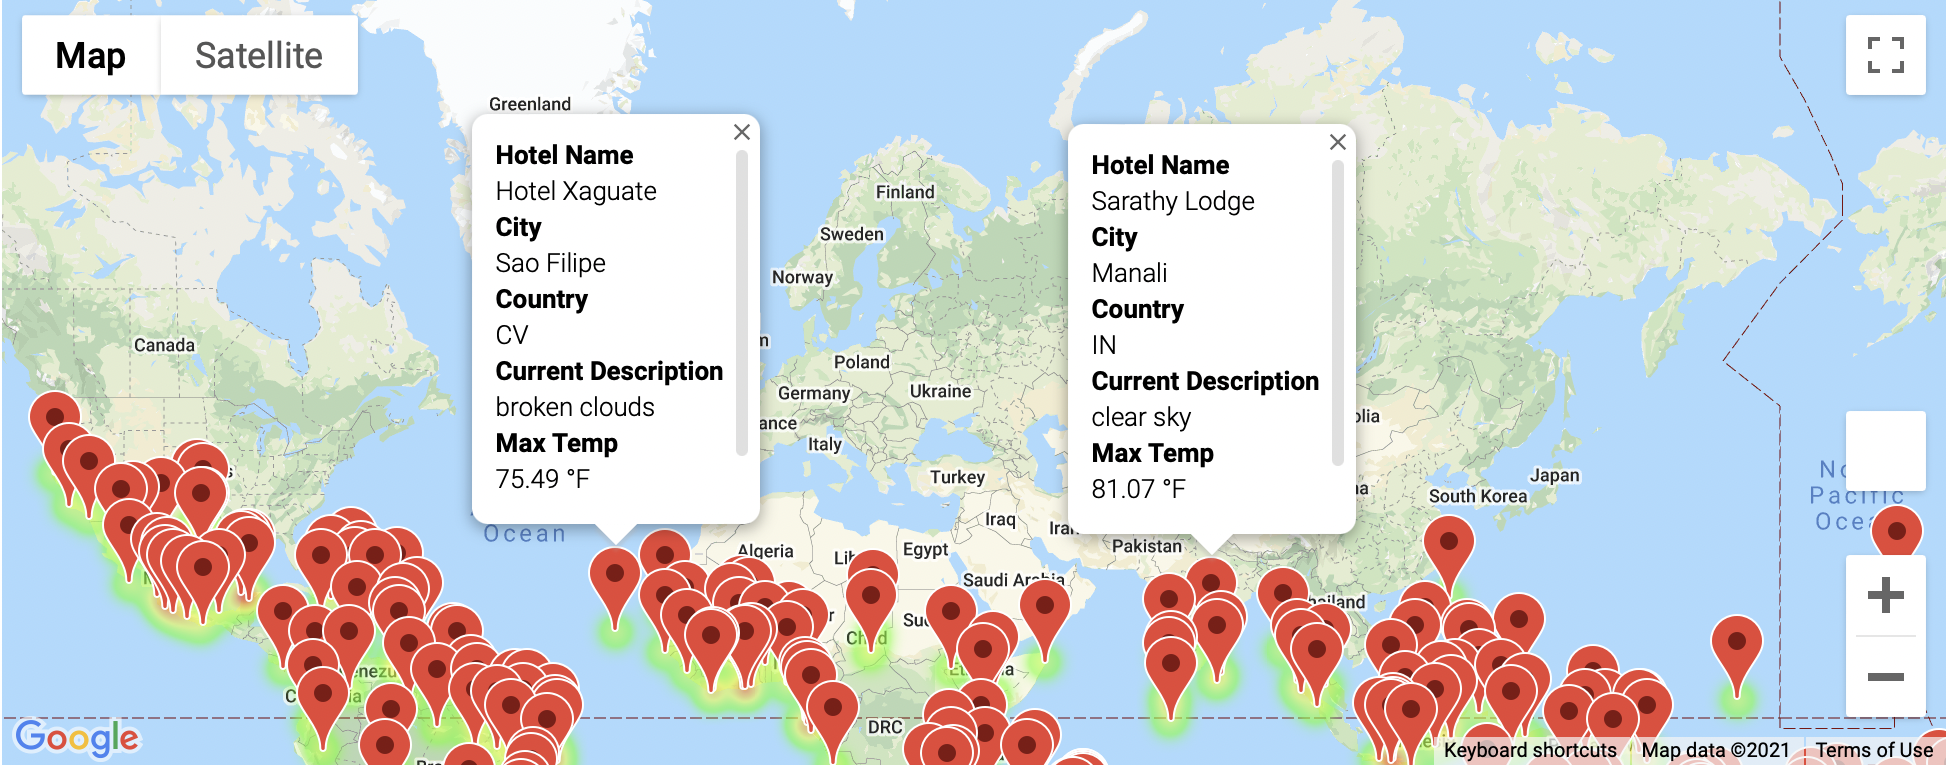 Map
Satellite
Greenland
Hotel Name
Hotel Xaguate
City
Sao Filipe
Country
CV
Current Description
broken clouds
Max Temp
75.49 °F
Hotel Name
Sarathy Lodge
City
Manali
Country
IN
Current Description
clear sky
Max Temp
81.07 °F
Finland
Sweden
Norway
Canada
Poland
Germany
Ukraine
Italy
Turkey
Japan
South Korea
Pacific
Ocean
Iraq
Pakistan
Algeria
Egypt
Saudi Arabia
DRC
Google
Keyboard shortcuts
Map data ©2021
Terms of Use